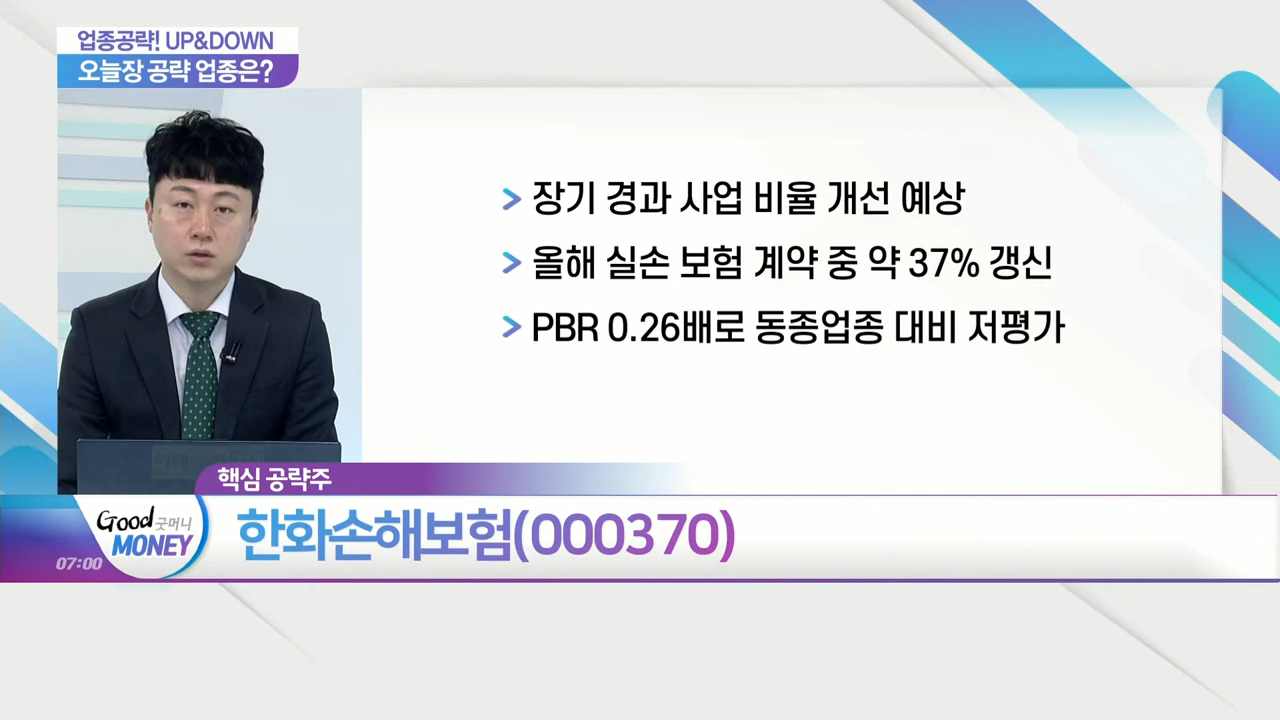 업종공략! UP&DOWN
오늘장 공략 업종은?
> 장기 경과 사업 비율 개선 예상
> 올해 실손 보험 계약 중 약 37% 갱신
> PBR 0.26배로 동종업종 대비 저평가
핵심 공략주
Good 굿머니
MONEY
07:00
한화손해보험(000370)